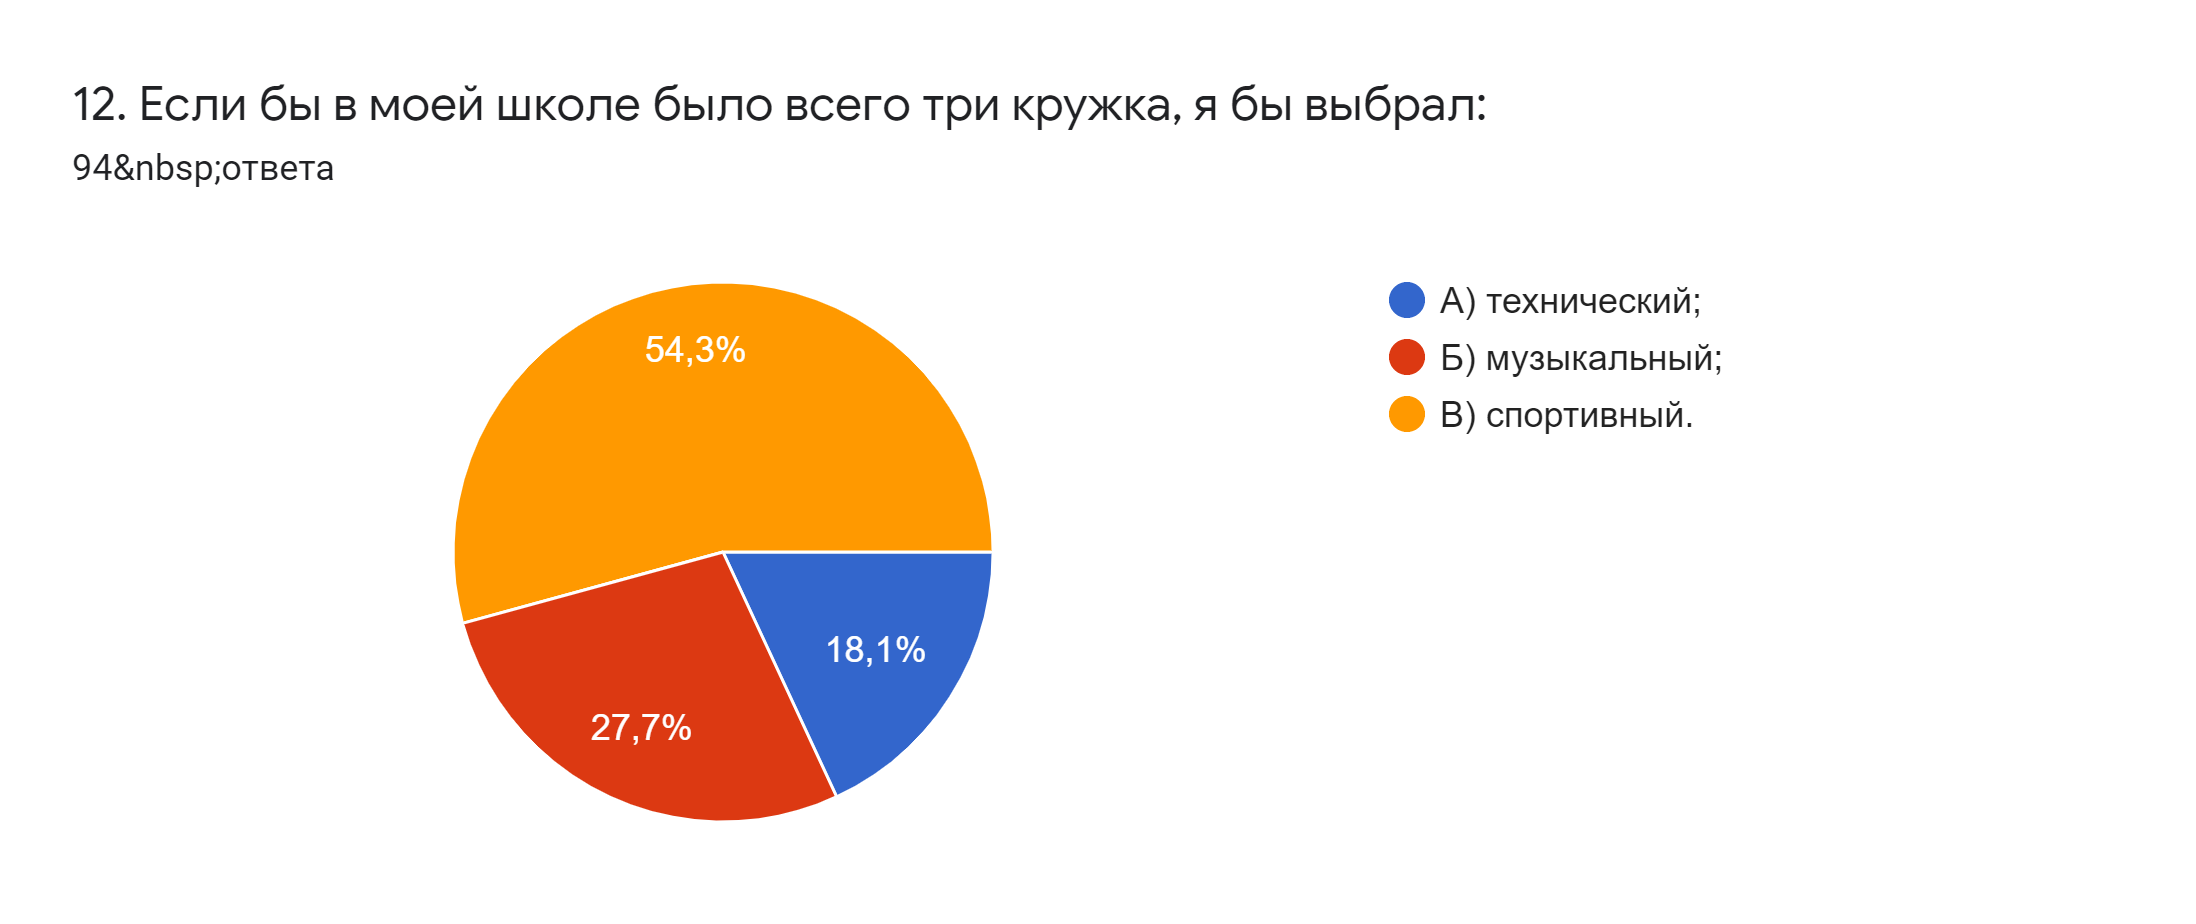 12. Если бы в моей школе было всего три кружка, я бы выбрал:
94&nbsp;ответа
54,3%
18,1%
27,7%
А) технический;
Б) музыкальный;
В) спортивный.